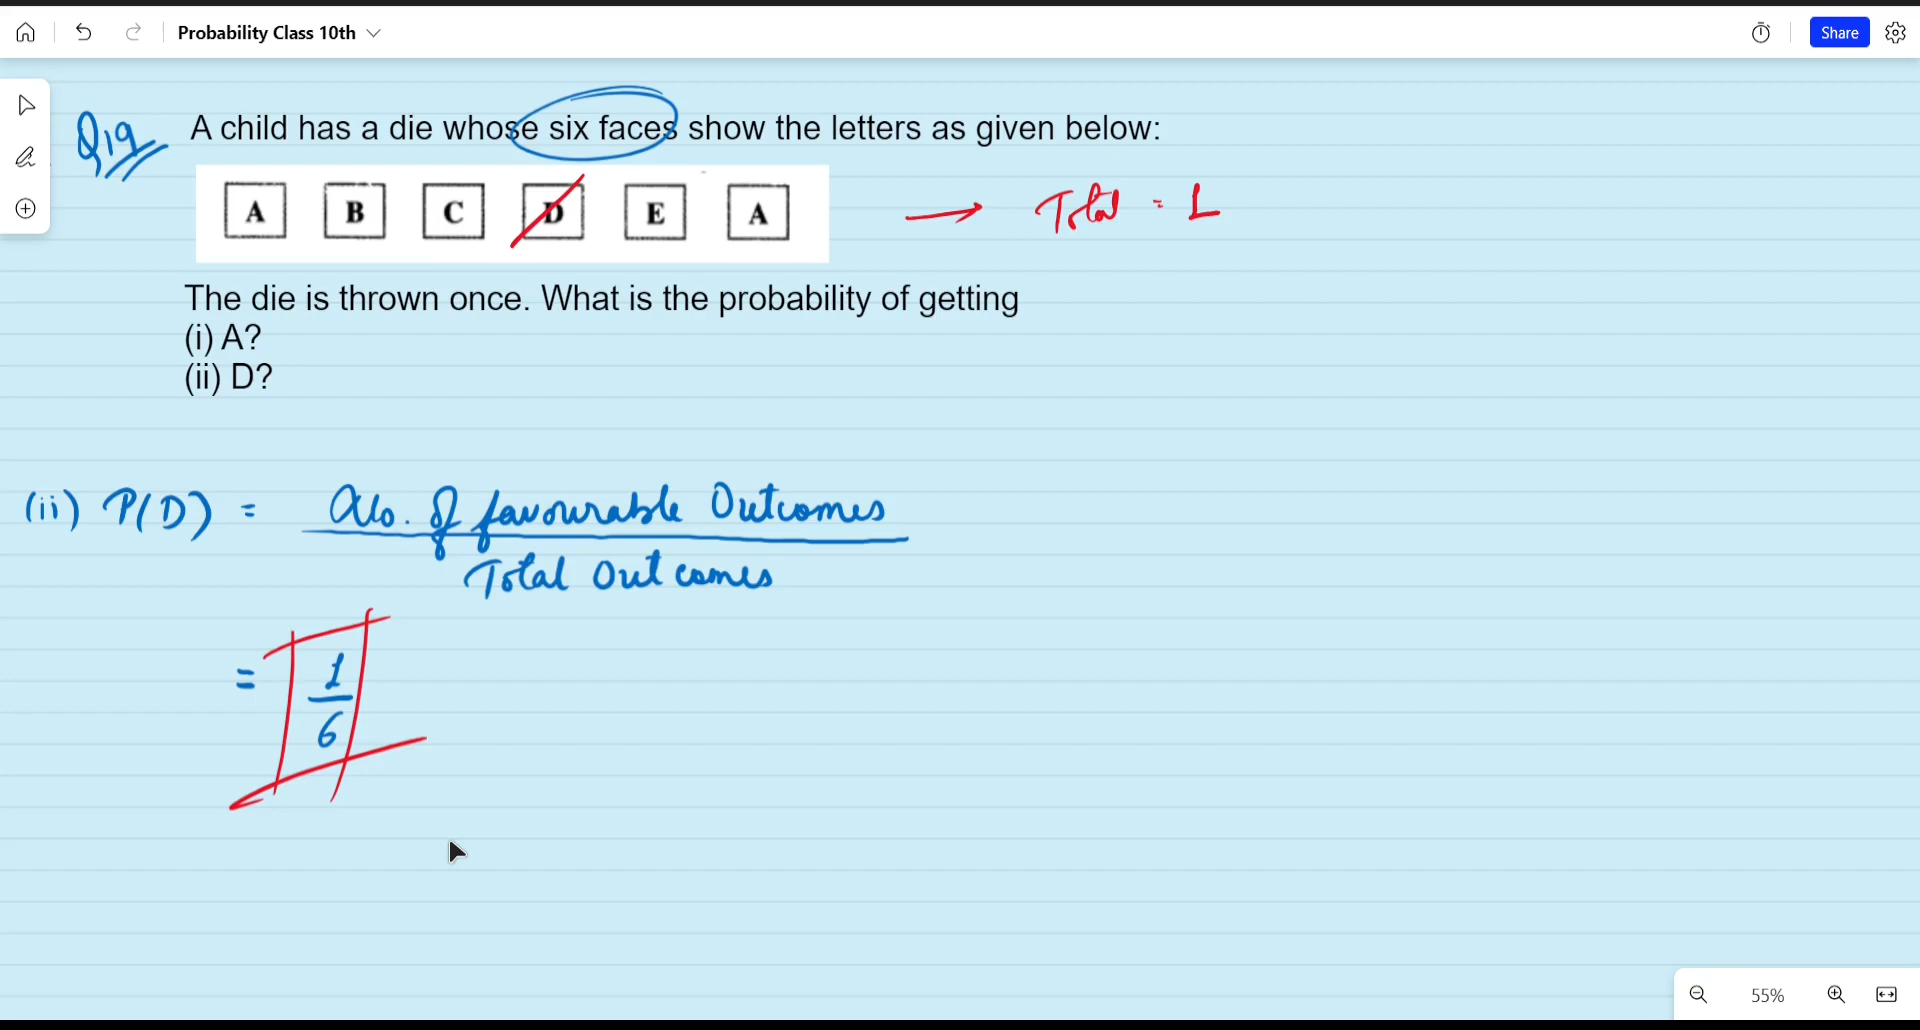 Probability Class 10th
Share
Q19 A child has a die whose six faces show the letters as given below:
A B C D E A → Total = 1
The die is thrown once. What is the probability of getting
(i) A?
(ii) D?
(ii) P(D) = No. of favourable Outcomes
Total Outcomes
= 1
6
55%